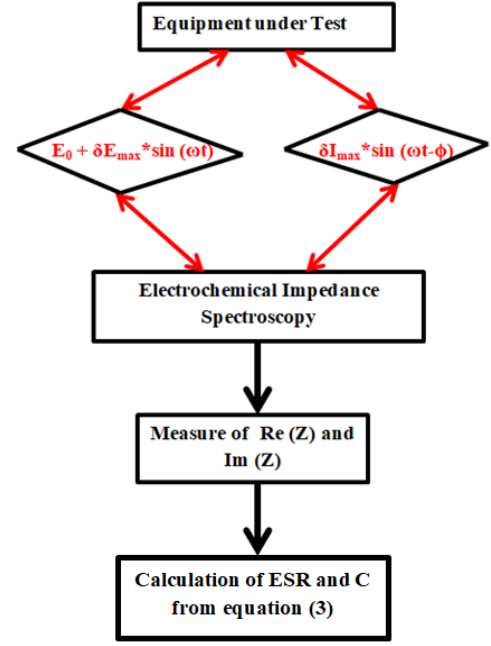 Equipment under Test
E₀ + δEₘₐₓ*sin (ωt)
δIₘₐₓ*sin (ωt-ϕ)
Electrochemical Impedance
Spectroscopy
Measure of Re (Z) and
Im (Z)
Calculation of ESR and C
from equation (3)